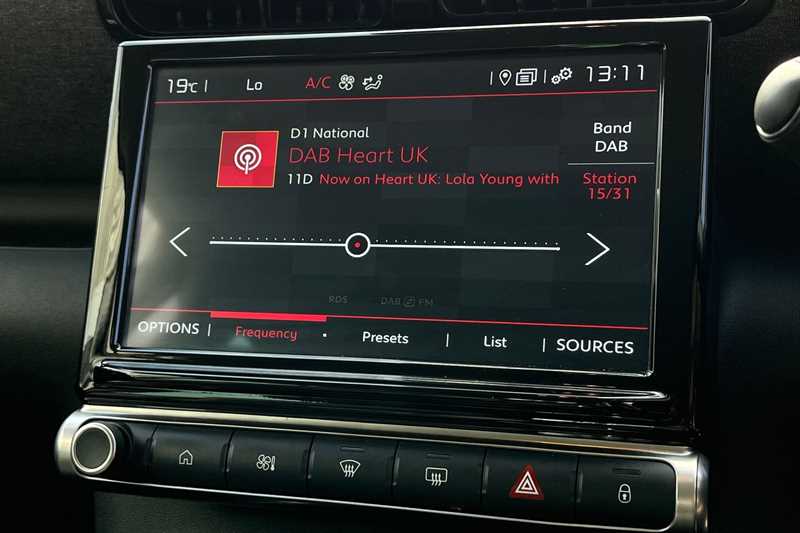 19°C | Lo A/C | | 13:11
D1 National
DAB Heart UK
11D Now on Heart UK: Lola Young with
Band
DAB
Station
15/31
RDS DAB FM
OPTIONS | Frequency • Presets | List | SOURCES